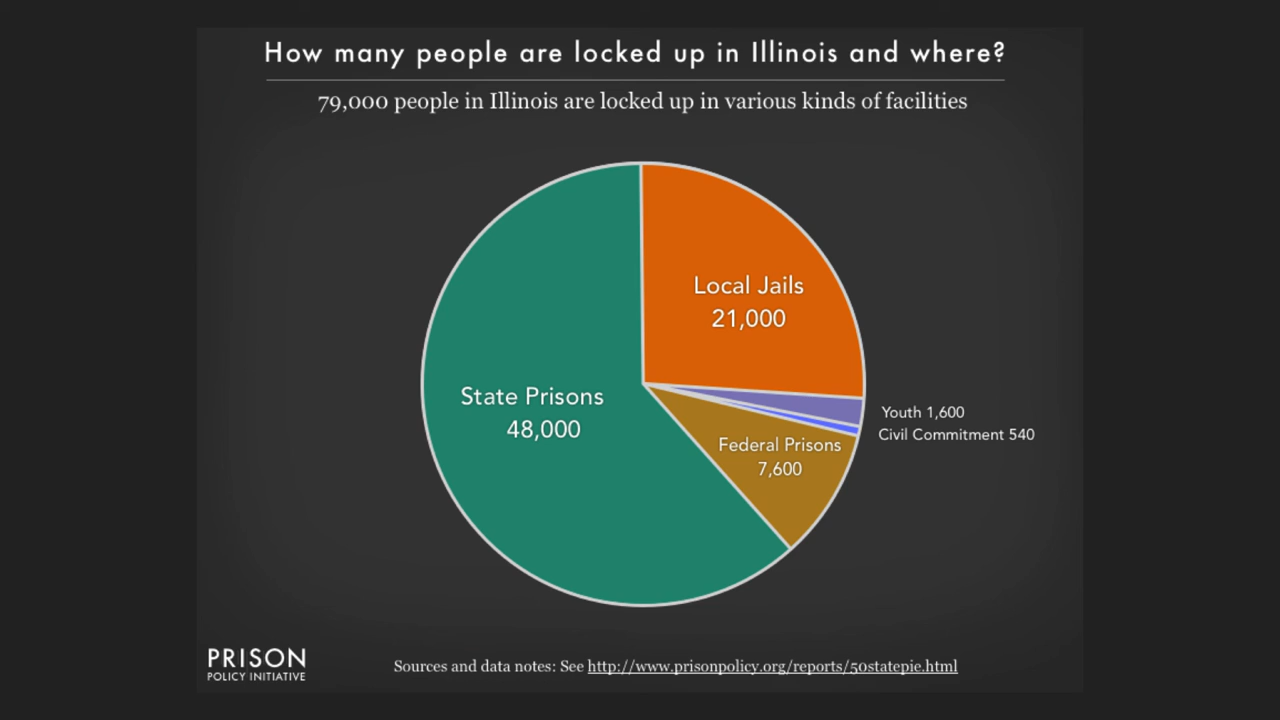 How many people are locked up in Illinois and where?
79,000 people in Illinois are locked up in various kinds of facilities
Local Jails
21,000
State Prisons
48,000
Youth 1,600
Civil Commitment 540
Federal Prisons
7,600
PRISON
POLICY INITIATIVE
Sources and data notes: See http://www.prisonpolicy.org/reports/50statepie.html